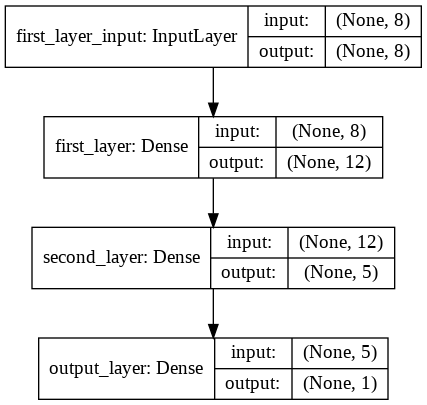 first_layer_input: InputLayer
input: (None, 8)
output: (None, 8)
first_layer: Dense
input: (None, 8)
output: (None, 12)
second_layer: Dense
input: (None, 12)
output: (None, 5)
output_layer: Dense
input: (None, 5)
output: (None, 1)